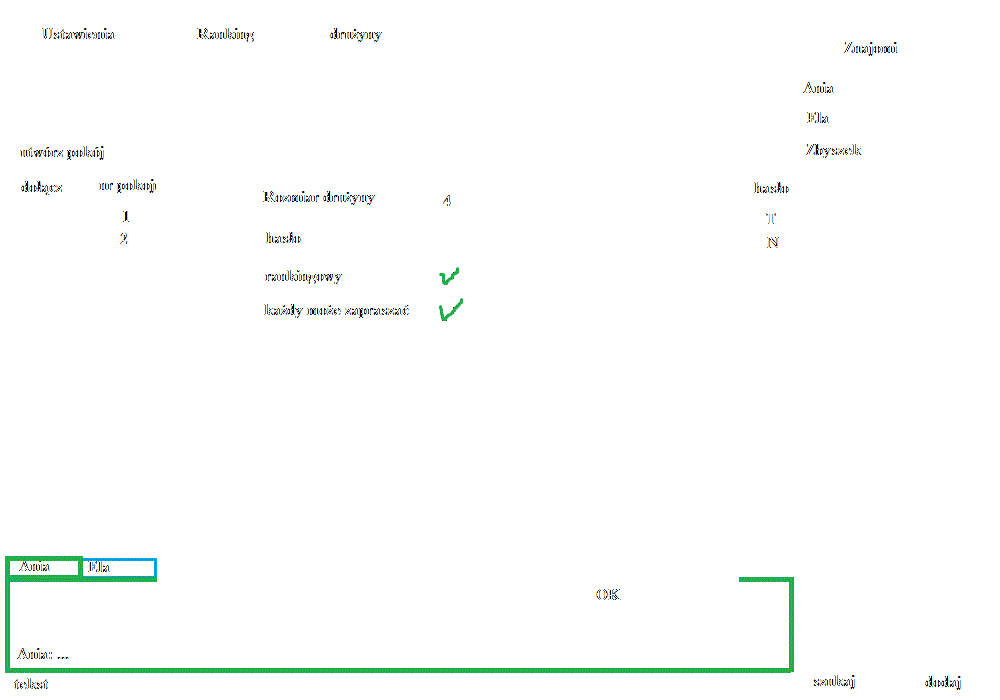 Ustawienia Ranking drużyny
Znajomi
Ania
Ela
Zbyszek
utwórz pokój
dołącz nr pokoj
1
2
Rozmiar drużyny 4
hasło
rankingowy
każdy może zapraszać
hasło
T
N
Ania Ela
OK
Ania: ...
tekst
szukaj dodaj